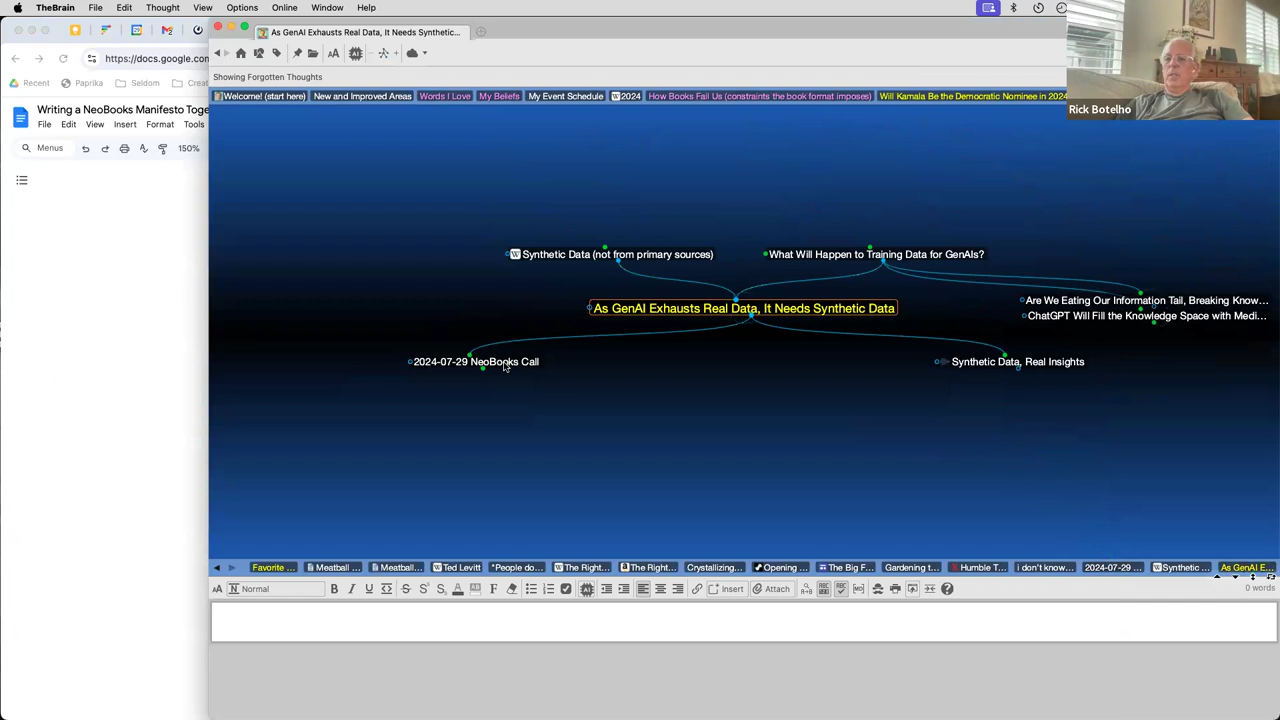 TheBrain File Edit Thought View Options Online Window Help
As GenAI Exhausts Real Data, It Needs Synthetic...
https://docs.google.com
Recent Paprika Seldom
Showing Forgotten Thoughts
Welcome! (start here) New and Improved Areas Words I Love My Beliefs My Event Schedule 2024 How Books Fail Us (constraints the book format imposes) Will Kamala Be the Democratic Nominee in 2024
Rick Botelho
Writing a NeoBooks Manifesto Toge
File Edit View Insert Format Tools
Menus 150%
Synthetic Data (not from primary sources)
What Will Happen to Training Data for GenAIs?
Are We Eating Our Information Tail, Breaking Know...
As GenAI Exhausts Real Data, It Needs Synthetic Data
ChatGPT Will Fill the Knowledge Space with Medi...
2024-07-29 NeoBooks Call
Synthetic Data, Real Insights
Favorite ... Meatball ... Meatball... Ted Levitt "People do... The Right... The Right... Crystallizing... Opening ... The Big F... Gardening t... Humble T... i don't know... 2024-07-29 ... Synthetic ... As GenAI E...
Normal Insert Attach 0 words